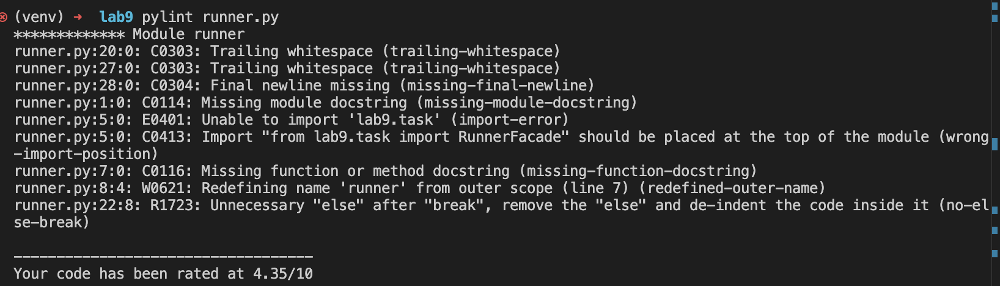 (venv) → lab9 pylint runner.py
************* Module runner
runner.py:20:0: C0303: Trailing whitespace (trailing-whitespace)
runner.py:27:0: C0303: Trailing whitespace (trailing-whitespace)
runner.py:28:0: C0304: Final newline missing (missing-final-newline)
runner.py:1:0: C0114: Missing module docstring (missing-module-docstring)
runner.py:5:0: E0401: Unable to import 'lab9.task' (import-error)
runner.py:5:0: C0413: Import "from lab9.task import RunnerFacade" should be placed at the top of the module (wrong
-import-position)
runner.py:7:0: C0116: Missing function or method docstring (missing-function-docstring)
runner.py:8:4: W0621: Redefining name 'runner' from outer scope (line 7) (redefined-outer-name)
runner.py:22:8: R1723: Unnecessary "else" after "break", remove the "else" and de-indent the code inside it (no-el
se-break)
-----------------------------------
Your code has been rated at 4.35/10